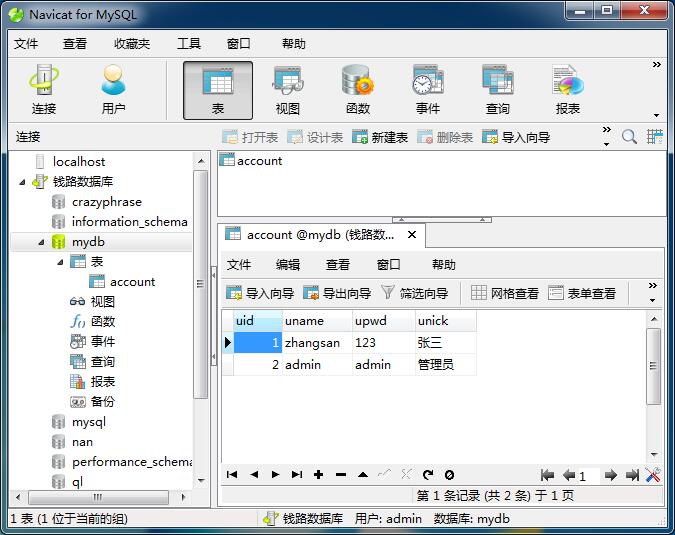 Navicat for MySQL
文件 查看 收藏夹 工具 窗口 帮助
连接 用户 表 视图 函数 事件 查询 报表
连接
打开表 设计表 新建表 删除表 导入向导
localhost
钱路数据库
crazyphrase
information_schema
mydb
表
account
视图
函数
事件
查询
报表
备份
mysql
nan
performance_schema
ql
account
account @mydb (钱路数...
文件 编辑 查看 窗口 帮助
导入向导 导出向导 筛选向导 网格查看 表单查看
uid uname upwd unick
1 zhangsan 123 张三
2 admin admin 管理员
1
第 1 条记录 (共 2 条) 于 1 页
1 表 (1 位于当前的组) 钱路数据库 用户: admin 数据库: mydb